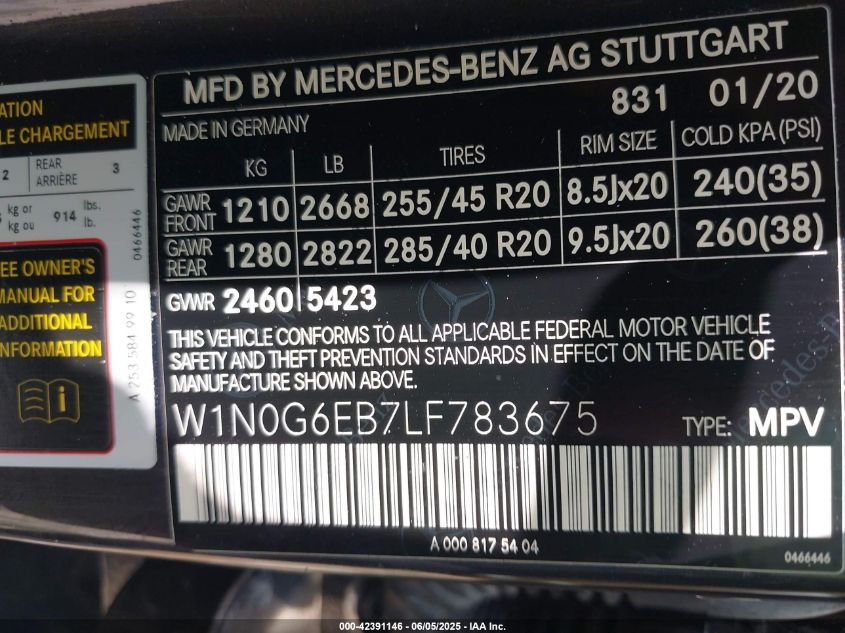 MFD BY MERCEDES-BENZ AG STUTTGART
831 01/20
MADE IN GERMANY
KG LB TIRES RIM SIZE COLD KPA (PSI)
GAWR FRONT 1210 2668 255/45 R20 8.5Jx20 240(35)
GAWR REAR 1280 2822 285/40 R20 9.5Jx20 260(38)
GVWR 2460 5423
THIS VEHICLE CONFORMS TO ALL APPLICABLE FEDERAL MOTOR VEHICLE
SAFETY AND THEFT PREVENTION STANDARDS IN EFFECT ON THE DATE OF
MANUFACTURE SHOWN ABOVE.
W1N0G6EB7LF783675 TYPE: MPV
A 000 817 54 04
0466446
LE CHARGEMENT
2 REAR 3
ARRIÈRE
kg or 914 lbs.
kg ou lb.
OWNER'S
MANUAL FOR
ADDITIONAL
INFORMATION
0466446
A 253 584 99 10
000-42391146 - 06/05/2025 - IAA Inc.